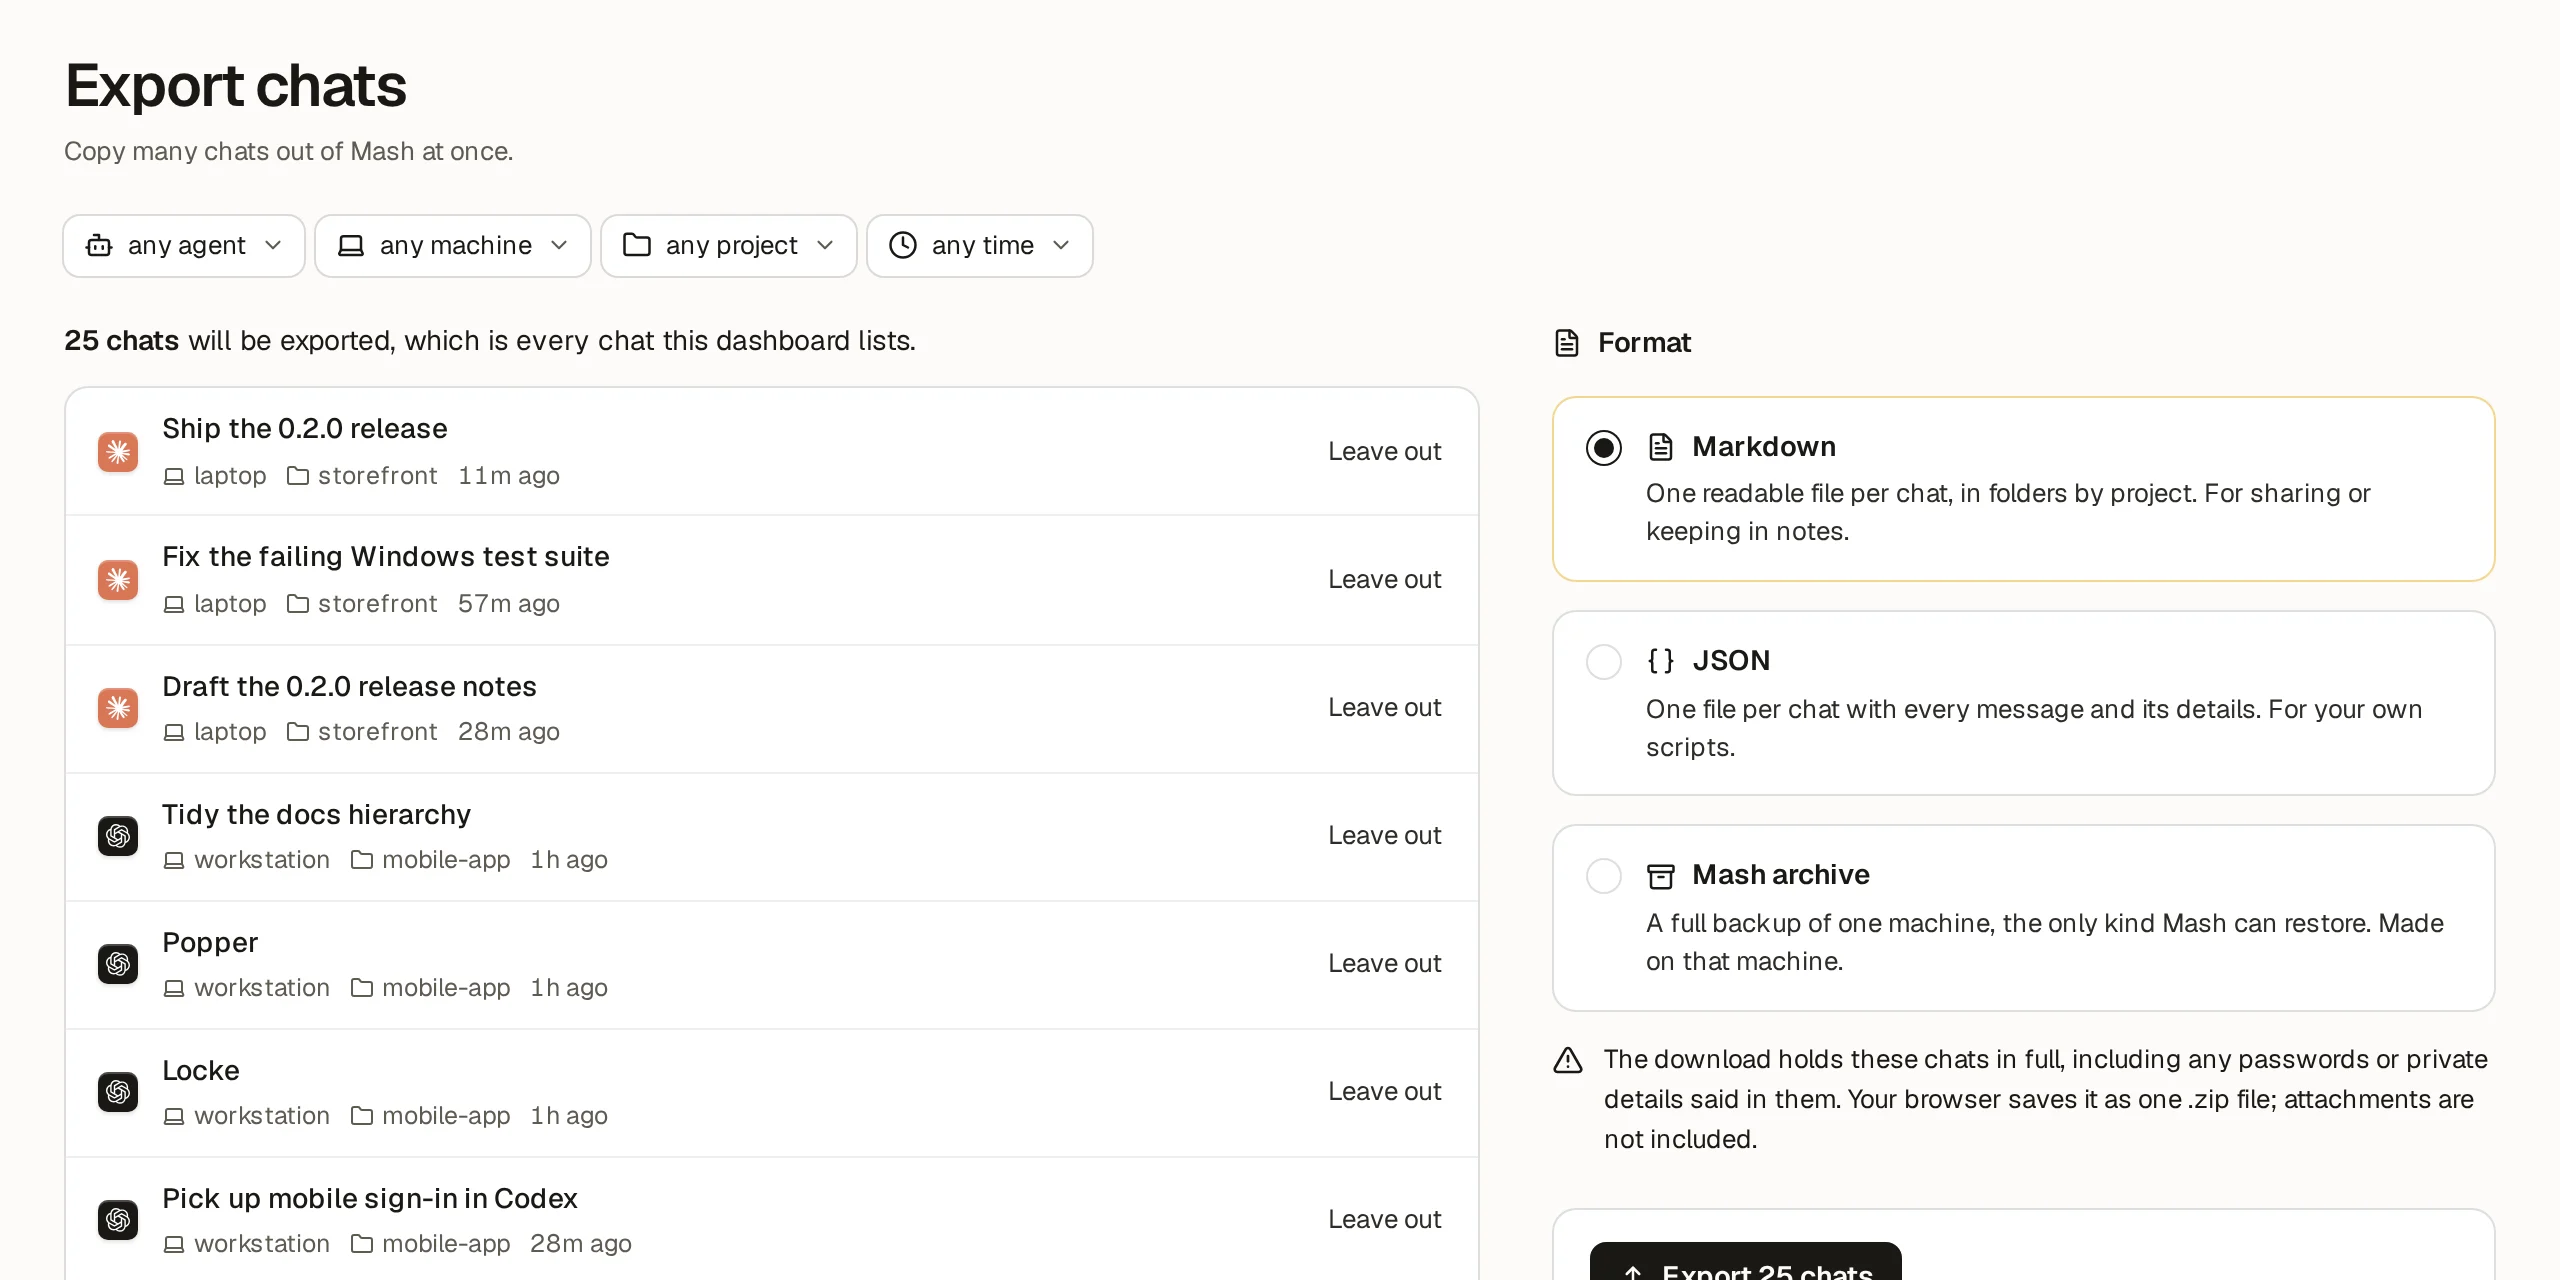 Export chats
Copy many chats out of Mash at once.
any agent
any machine
any project
any time
25 chats will be exported, which is every chat this dashboard lists.
Ship the 0.2.0 release
laptop storefront 11m ago
Leave out
Fix the failing Windows test suite
laptop storefront 57m ago
Leave out
Draft the 0.2.0 release notes
laptop storefront 28m ago
Leave out
Tidy the docs hierarchy
workstation mobile-app 1h ago
Leave out
Popper
workstation mobile-app 1h ago
Leave out
Locke
workstation mobile-app 1h ago
Leave out
Pick up mobile sign-in in Codex
workstation mobile-app 28m ago
Leave out
Format
Markdown
One readable file per chat, in folders by project. For sharing or
keeping in notes.
{} JSON
One file per chat with every message and its details. For your own
scripts.
Mash archive
A full backup of one machine, the only kind Mash can restore. Made
on that machine.
The download holds these chats in full, including any passwords or private
details said in them. Your browser saves it as one .zip file; attachments are
not included.
Export 25 chats